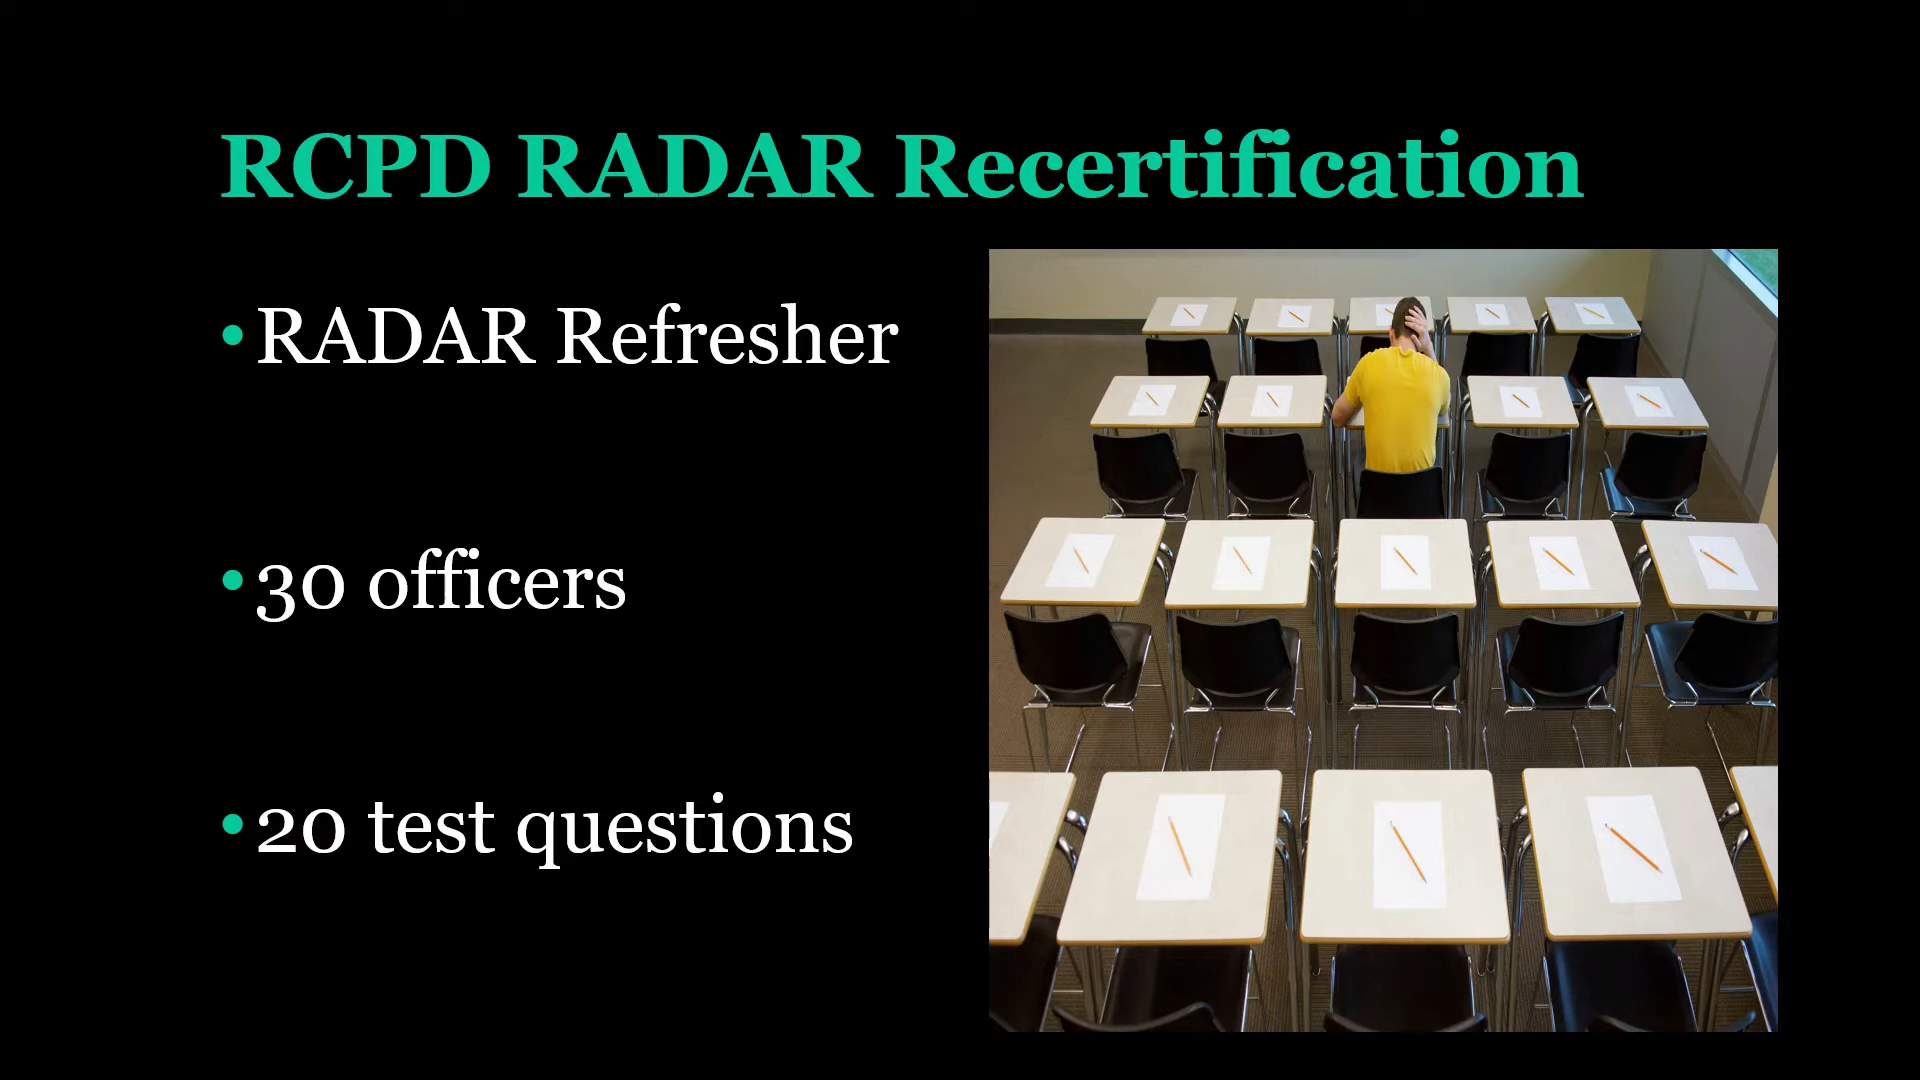 RCPD RADAR Recertification
•RADAR Refresher
•30 officers
•20 test questions